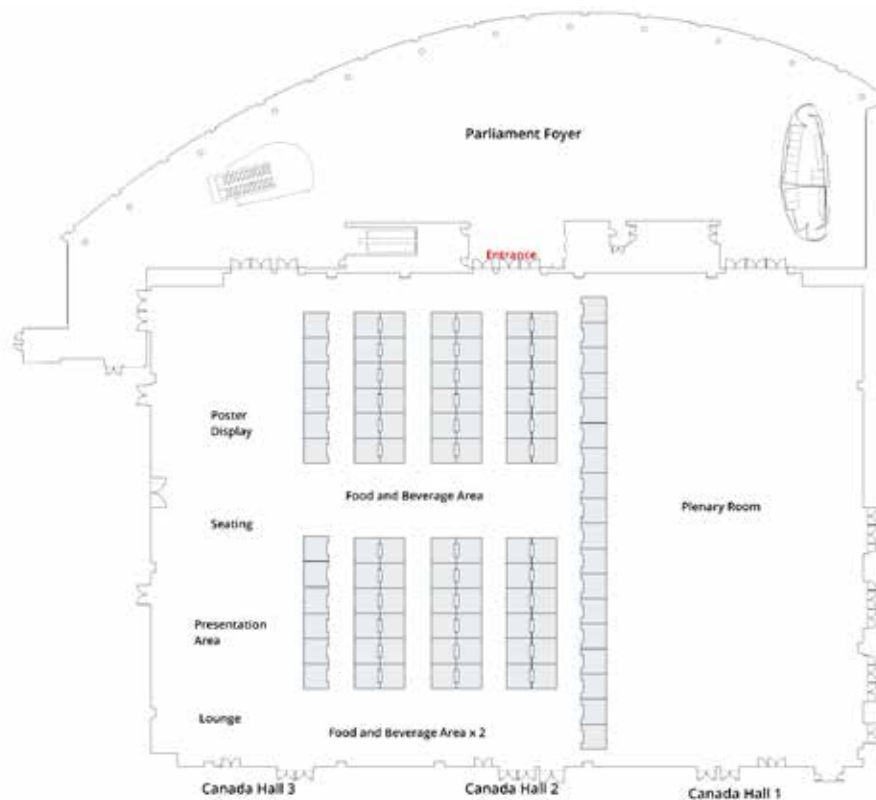 Parliament Foyer
Entrance
Poster
Display
Food and Beverage Area
Plenary Room
Seating
Presentation
Area
Lounge
Food and Beverage Area x 2
Canada Hall 3
Canada Hall 2
Canada Hall 1